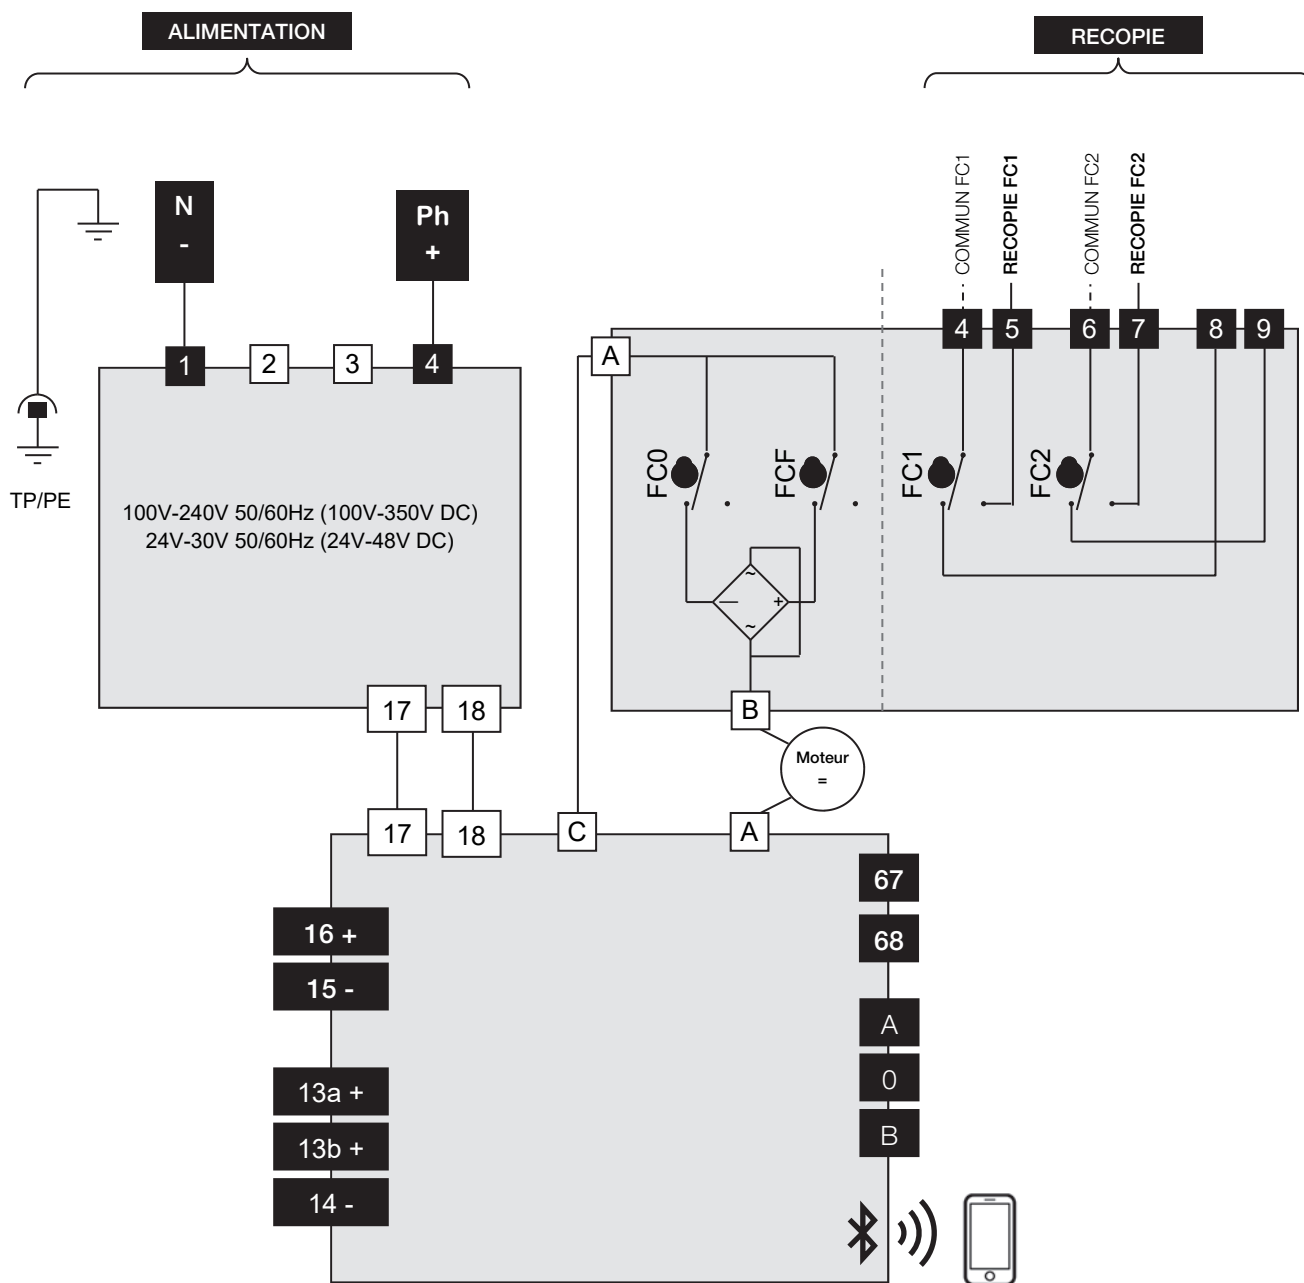 ALIMENTATION
RECOPIE
N
-
Ph
+
COMMUN FC1
RECOPIE FC1
COMMUN FC2
RECOPIE FC2
1
2
3
4
A
4
5
6
7
8
9
TP/PE
100V-240V 50/60Hz (100V-350V DC)
24V-30V 50/60Hz (24V-48V DC)
FC0
FCF
FC1
FC2
~
—
+
~
17
18
B
Moteur
=
17
18
C
A
67
68
16 +
15 -
A
0
B
13a +
13b +
14 -